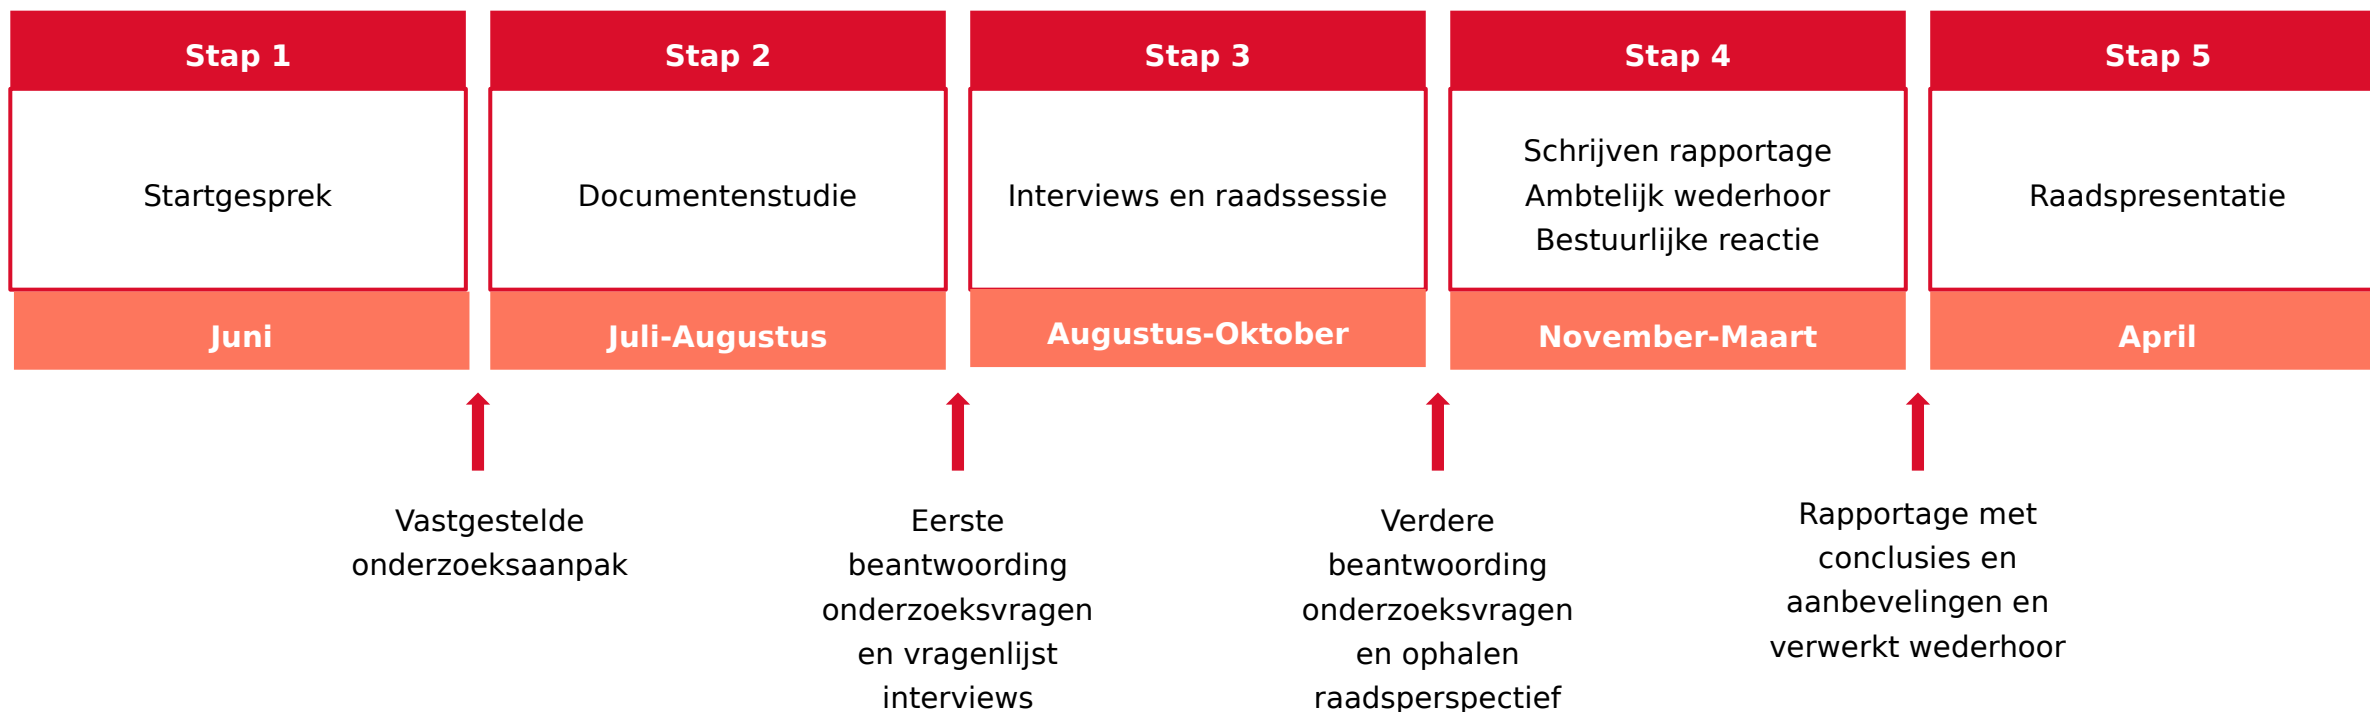 Stap 1
Stap 2
Stap 3
Stap 4
Stap 5
Startgesprek
Documentenstudie
Interviews en raadssessie
Schrijven rapportage
Ambtelijk wederhoor
Bestuurlijke reactie
Raadspresentatie
Juni
Juli-Augustus
Augustus-Oktober
November-Maart
April
Vastgestelde
onderzoeksaanpak
Eerste
beantwoording
onderzoeksvragen
en vragenlijst
interviews
Verdere
beantwoording
onderzoeksvragen
en ophalen
raadsperspectief
Rapportage met
conclusies en
aanbevelingen en
verwerkt wederhoor